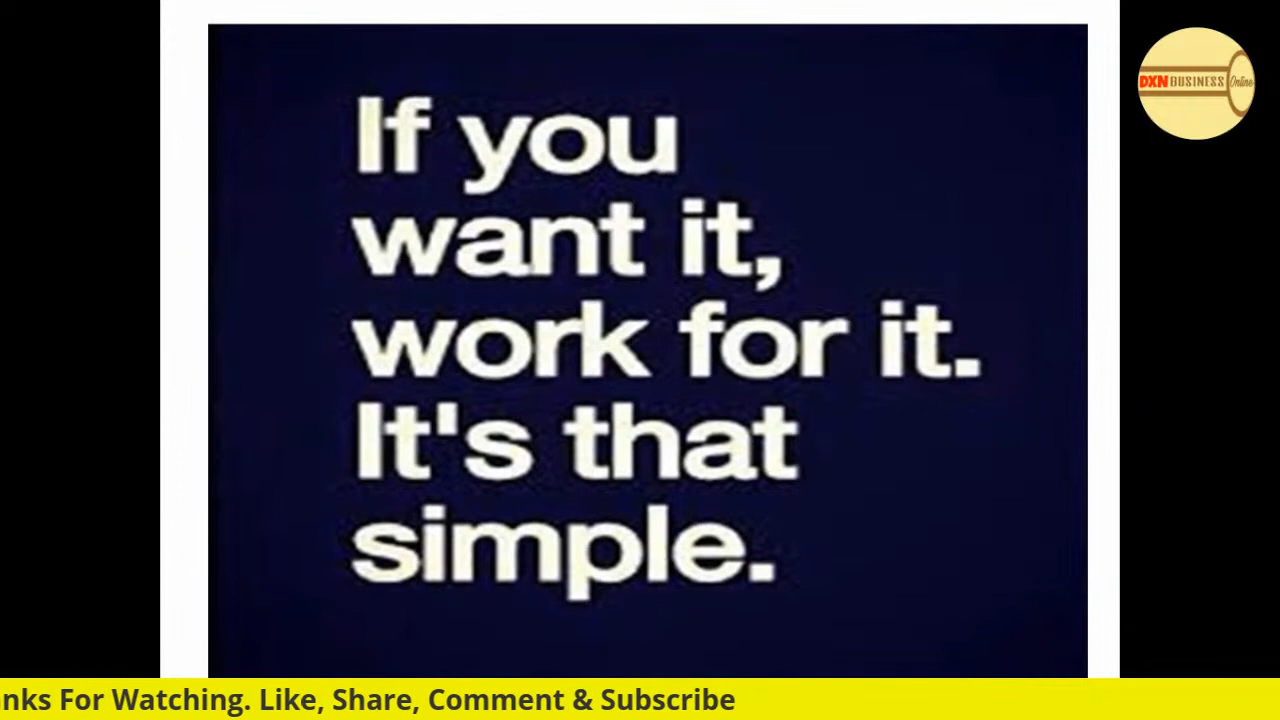 If you
want it,
work for it.
It's that
simple.
DXN BUSINESS Online
nks For Watching. Like, Share, Comment & Subscribe